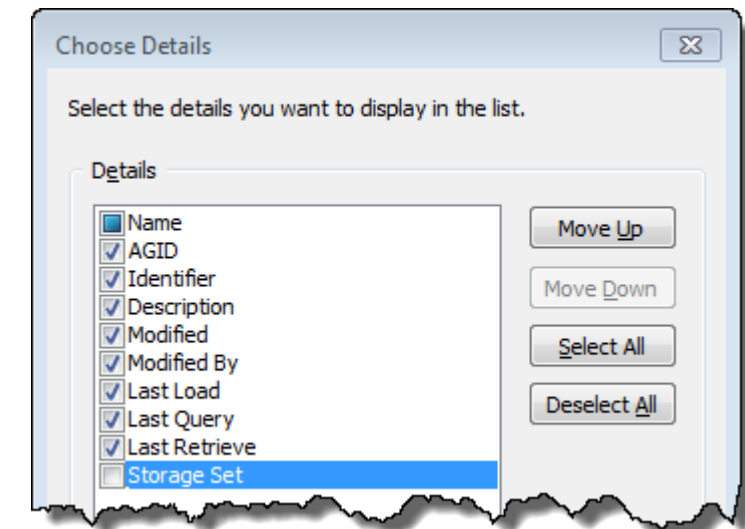 Choose Details
Select the details you want to display in the list.
Details
Name
AGID
Identifier
Description
Modified
Modified By
Last Load
Last Query
Last Retrieve
Storage Set
Move Up
Move Down
Select All
Deselect All